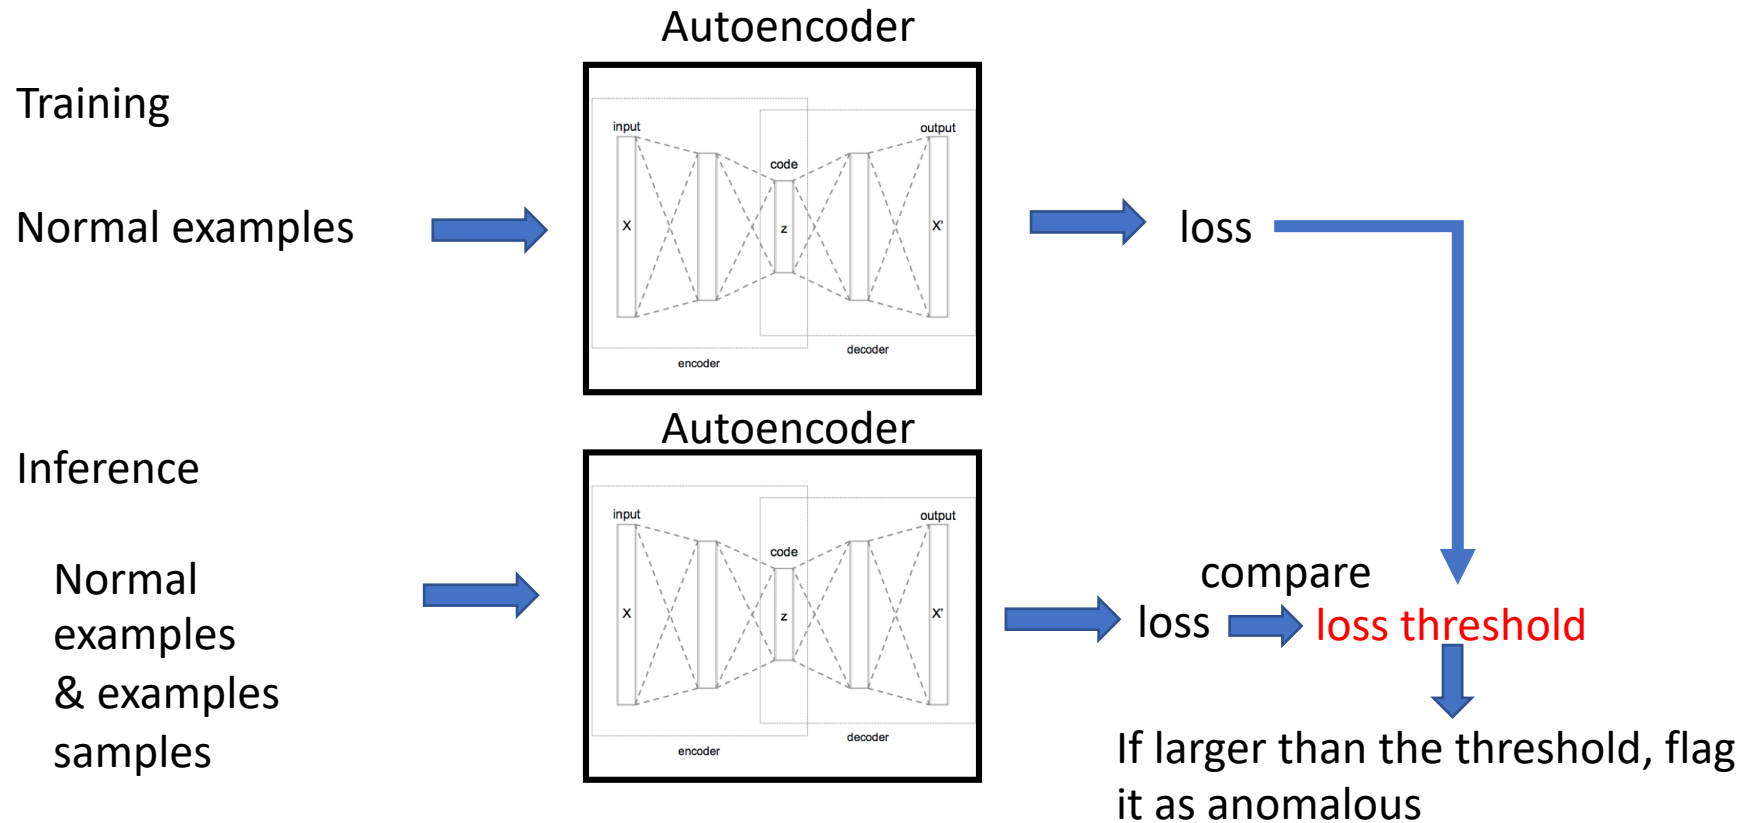 Autoencoder
Training
input
output
code
Normal examples
X
z
X'
loss
encoder
decoder
Autoencoder
Inference
input
output
code
Normal
examples
& examples
samples
X
z
X'
encoder
decoder
compare
loss
loss threshold
If larger than the threshold, flag
it as anomalous